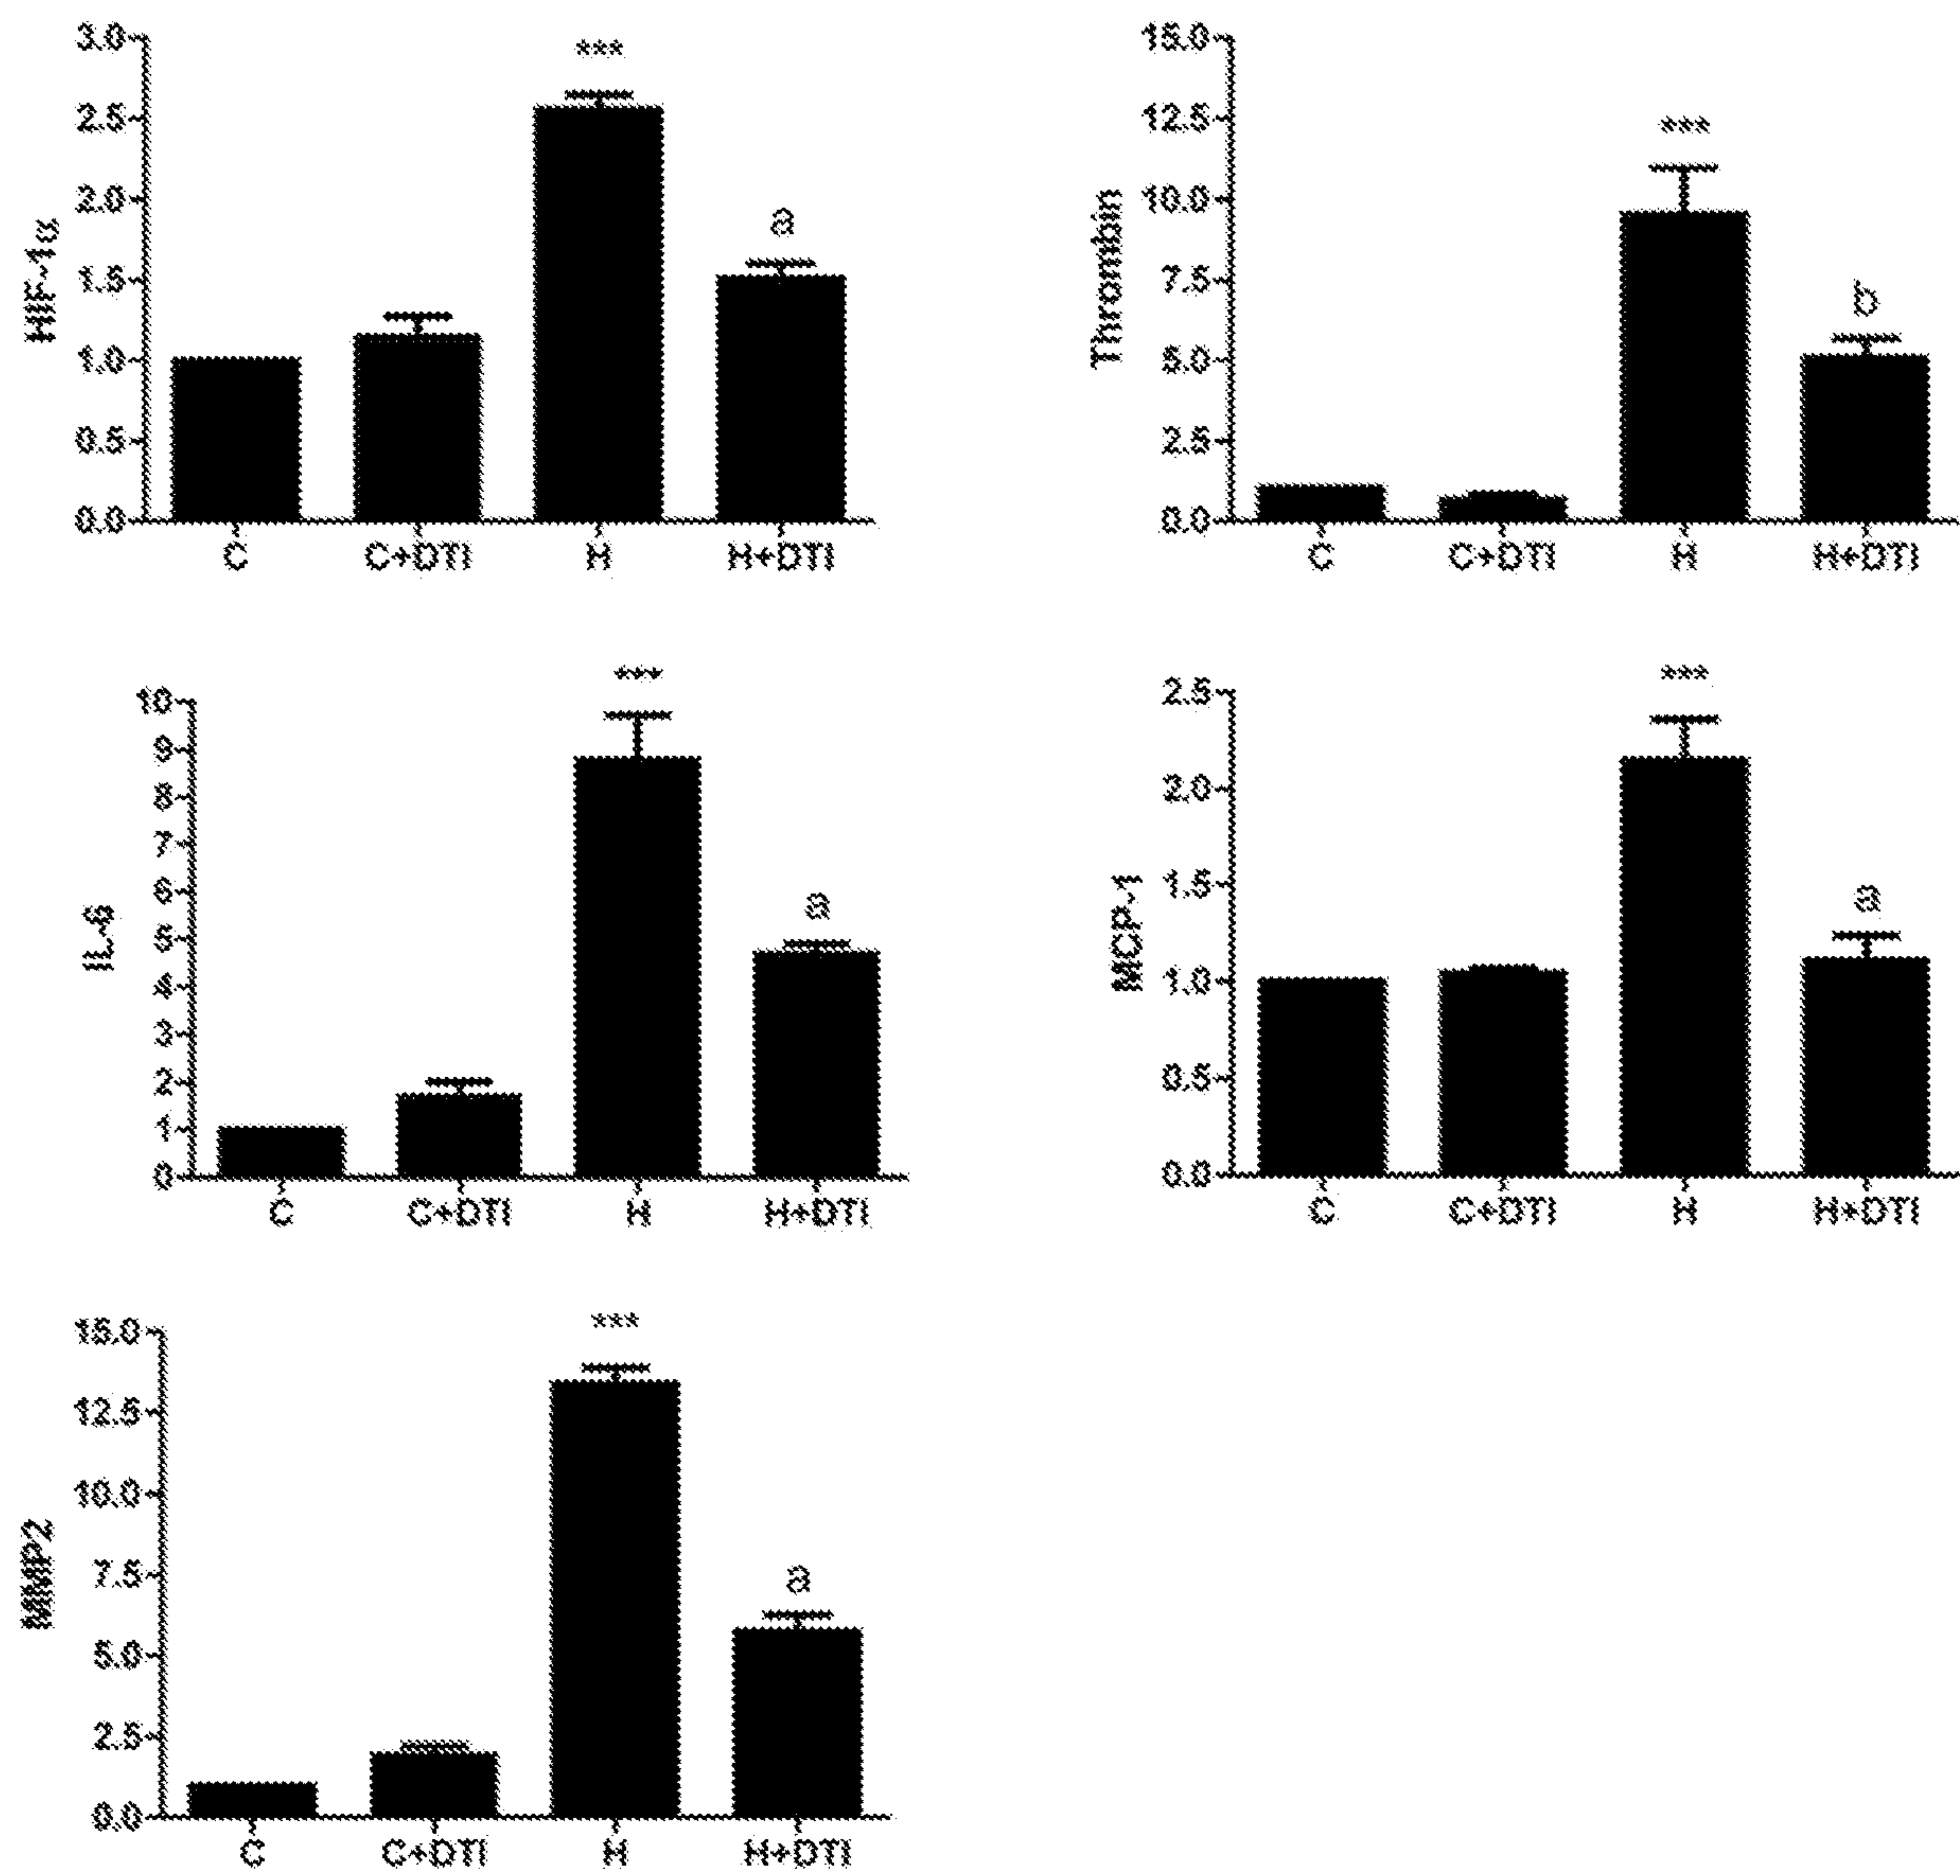 HIF-1α
3.0
2.5
2.0
1.5
1.0
0.5
0.0
***
a
C C+DTI H H+DTI
Thrombin
15.0
12.5
10.0
7.5
5.0
2.5
0.0
***
b
C C+DTI H H+DTI
IL-6
10
9
8
7
6
5
4
3
2
1
0
***
a
C C+DTI H H+DTI
MCP-1
2.5
2.0
1.5
1.0
0.5
0.0
***
a
C C+DTI H H+DTI
MMP2
15.0
12.5
10.0
7.5
5.0
2.5
0.0
***
a
C C+DTI H H+DTI